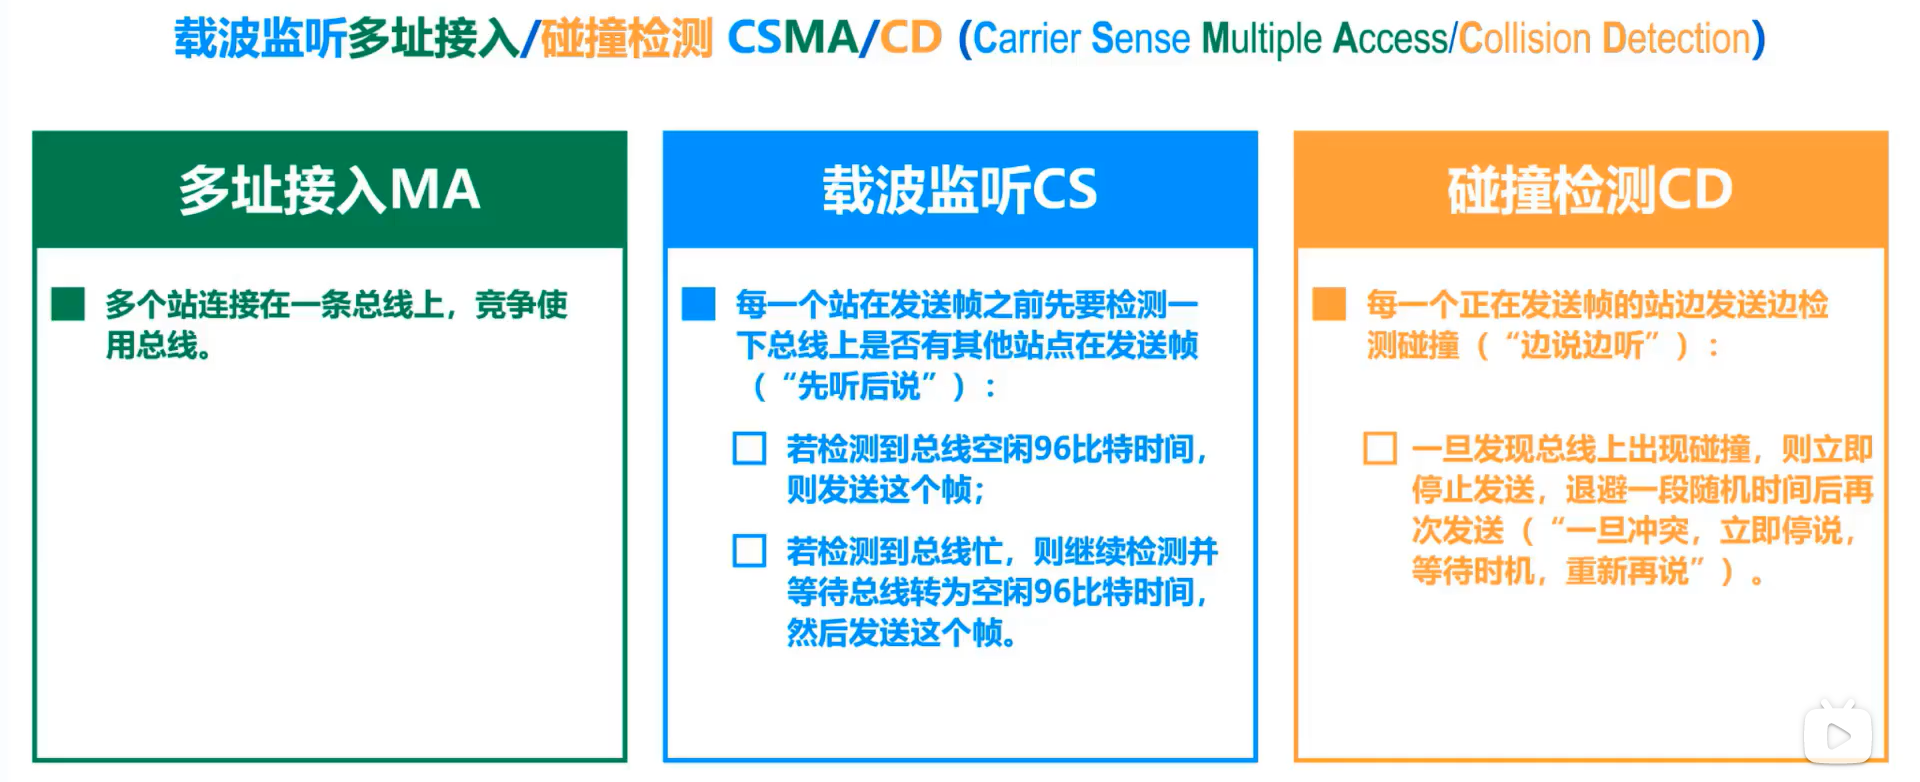 载波监听多址接入/碰撞检测 CSMA/CD (Carrier Sense Multiple Access/Collision Detection)
多址接入MA
多个站连接在一条总线上，竞争使
用总线。
载波监听CS
每一个站在发送帧之前先要检测一
下总线上是否有其他站点在发送帧
（“先听后说”）：
若检测到总线空闲96比特时间，
则发送这个帧；
若检测到总线忙，则继续检测并
等待总线转为空闲96比特时间，
然后发送这个帧。
碰撞检测CD
每一个正在发送帧的站边发送边检
测碰撞（“边说边听”）：
一旦发现总线上出现碰撞，则立即
停止发送，退避一段随机时间后再
次发送（“一旦冲突，立即停说，
等待时机，重新再说”）。